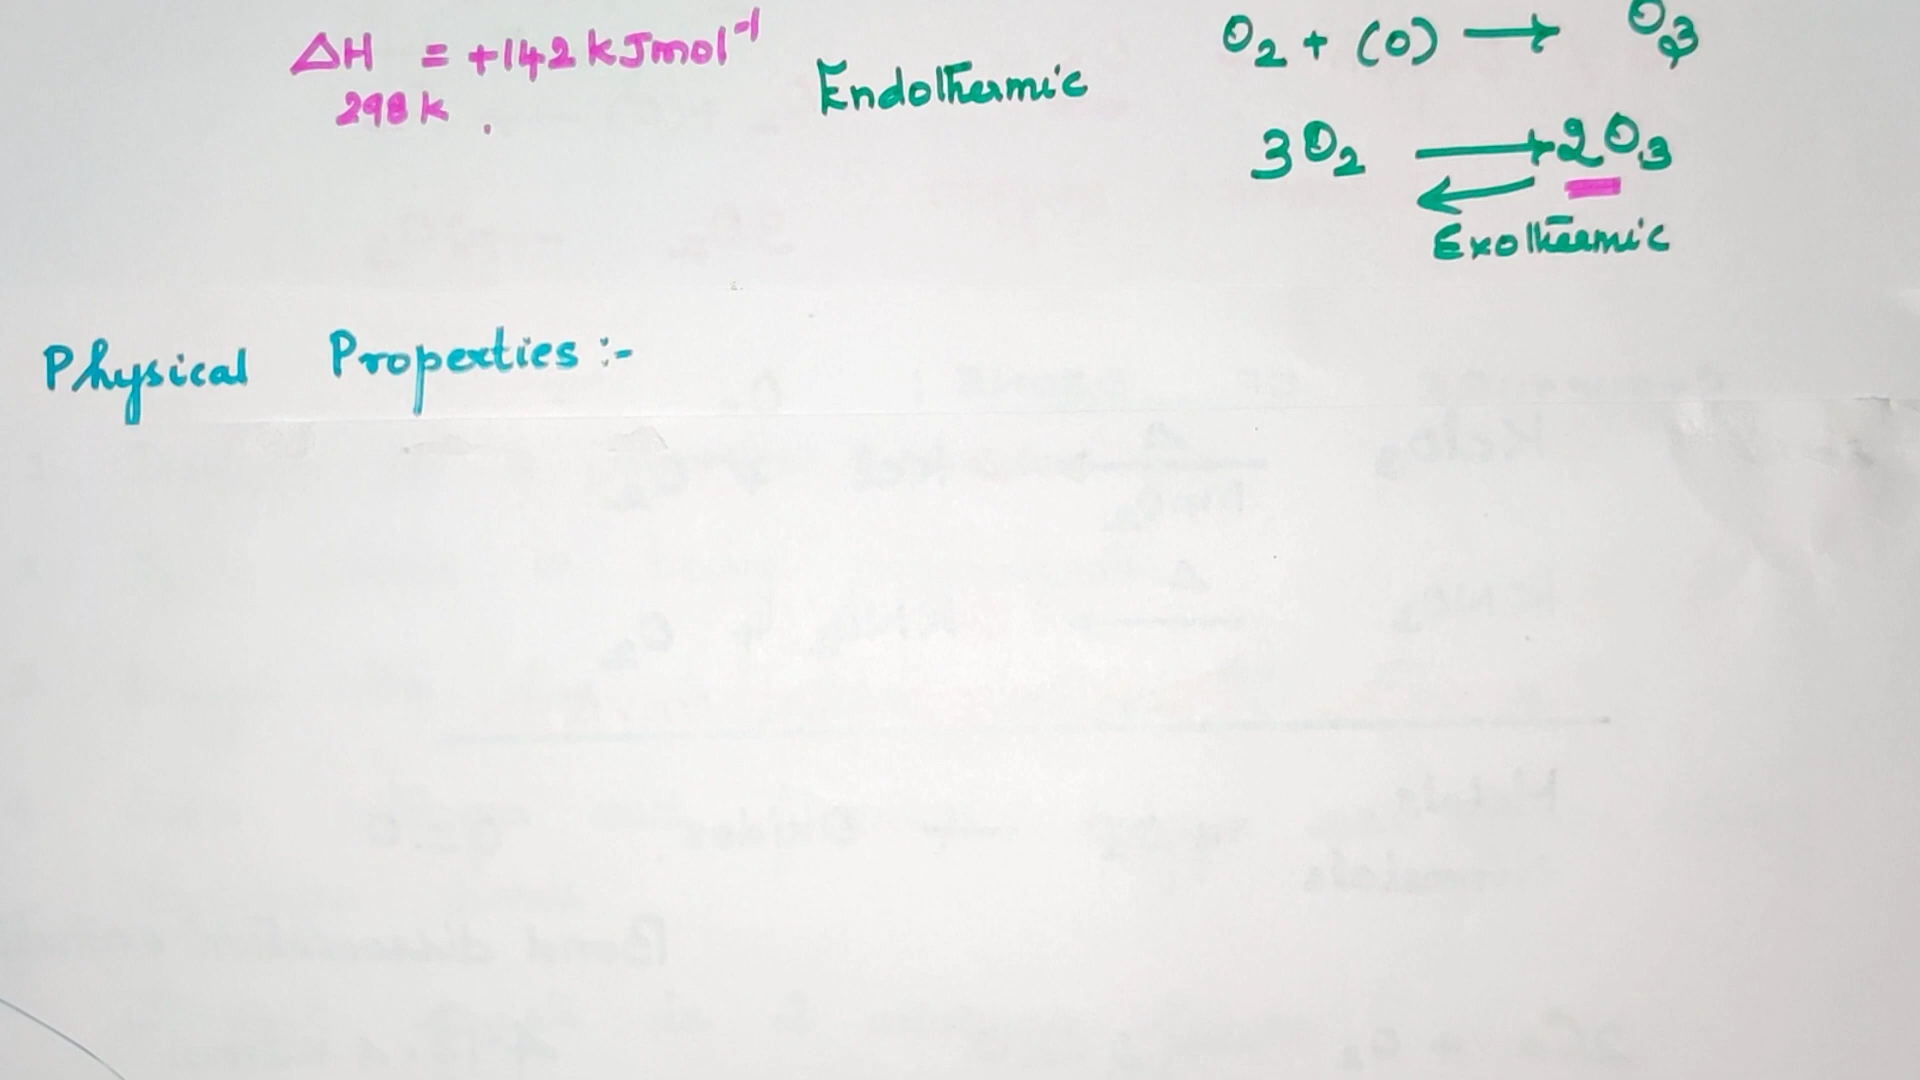 ΔH = +142 kJmol⁻¹
298 K.
Endothermic
O₂ + (O) → O₃
3O₂ ⇌ 2O₃
Exothermic
Physical Properties :-